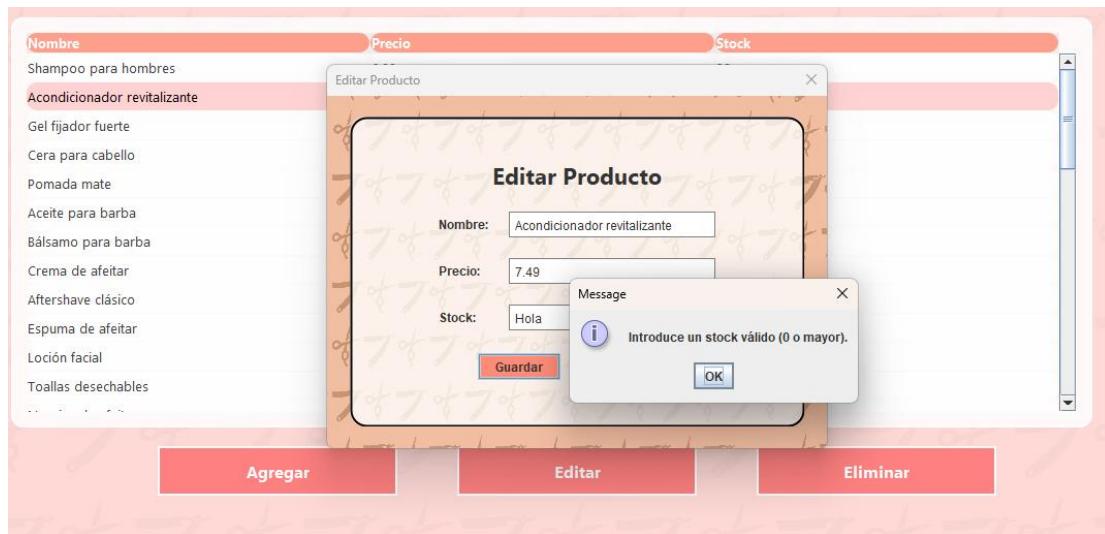 Nombre Precio Stock
Shampoo para hombres
Editar Producto
Acondicionador revitalizante
Gel fijador fuerte
Cera para cabello
Editar Producto
Pomada mate
Aceite para barba
Nombre: Acondicionador revitalizante
Bálsamo para barba
Crema de afeitar
Precio: 7.49
Message
Aftershave clásico
Stock: Hola
Espuma de afeitar
Introduce un stock válido (0 o mayor).
Loción facial
Guardar
OK
Toallas desechables
Agregar Editar Eliminar